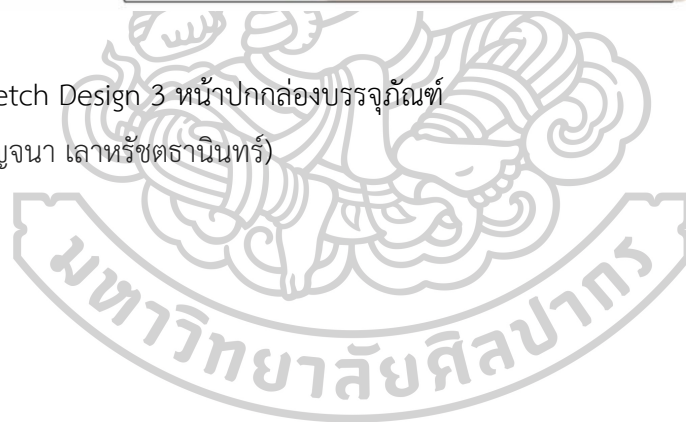 etch Design 3 หน้าปกกล่องบรรจุภัณฑ์
ญจนา เลาหรัชตธานินทร์)
มหาวิทยาลัยศิลปากร